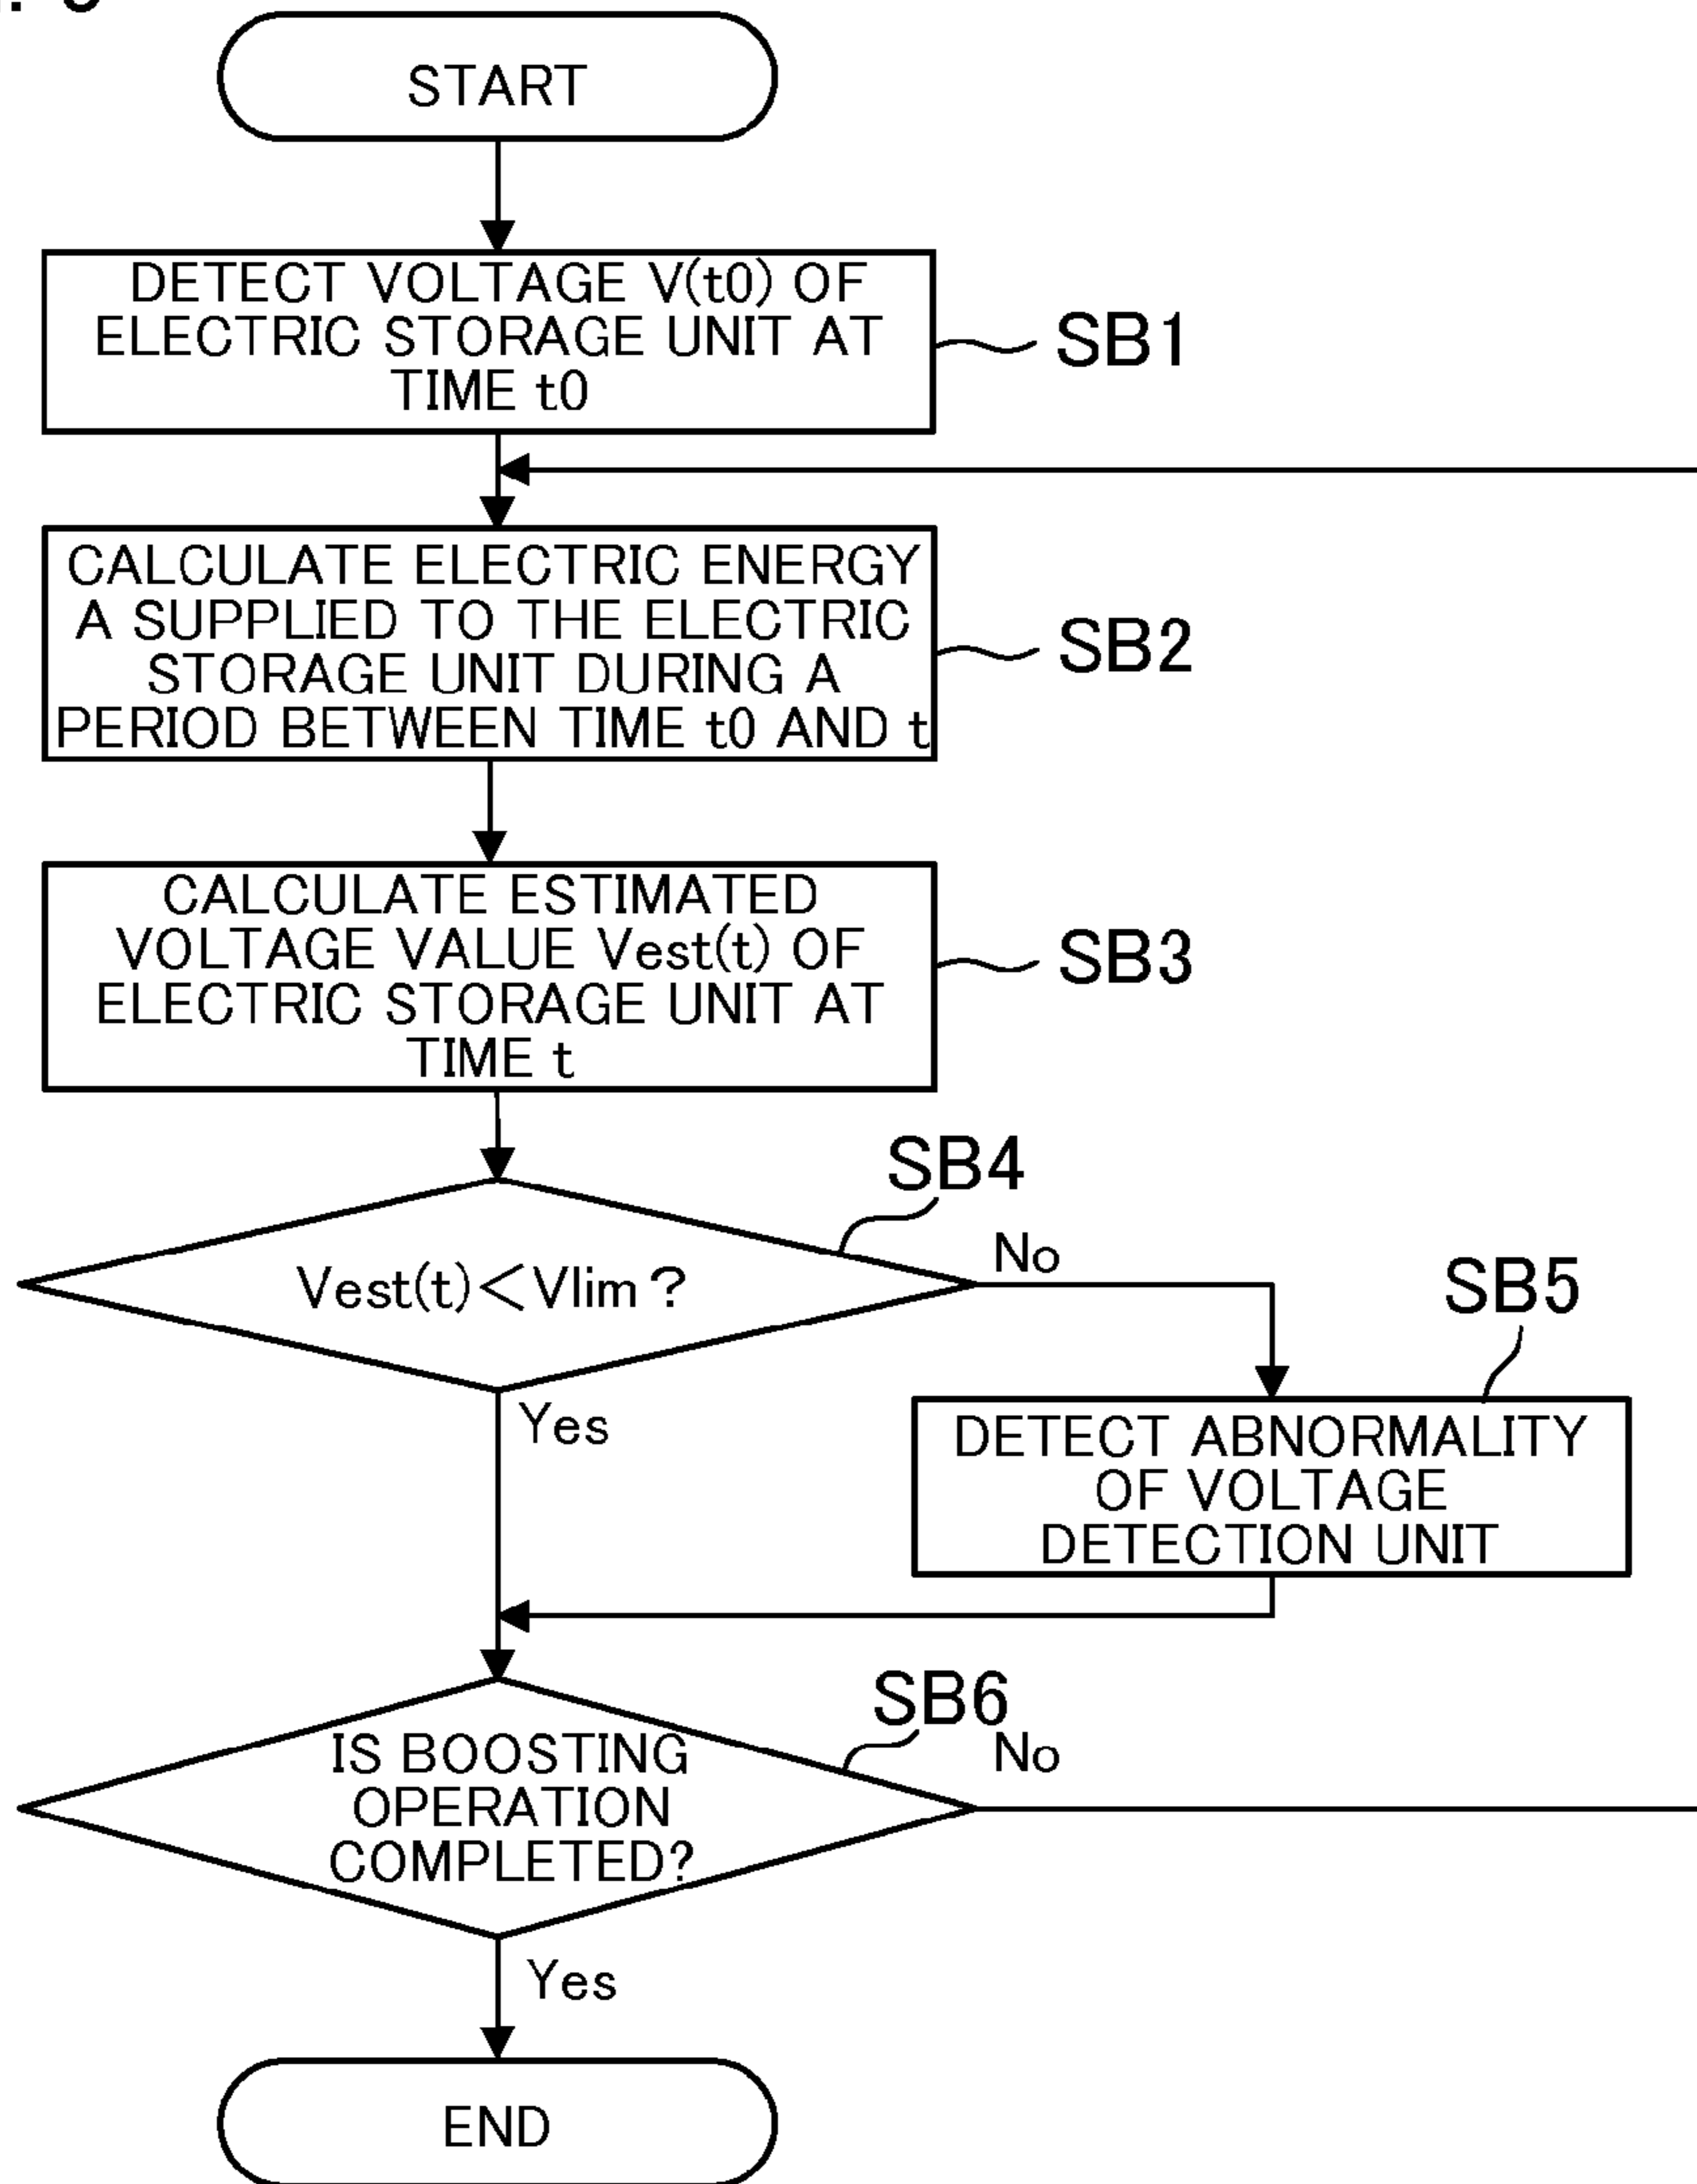 START
DETECT VOLTAGE V(t0) OF
ELECTRIC STORAGE UNIT AT
TIME t0
SB1
CALCULATE ELECTRIC ENERGY
A SUPPLIED TO THE ELECTRIC
STORAGE UNIT DURING A
PERIOD BETWEEN TIME t0 AND t
SB2
CALCULATE ESTIMATED
VOLTAGE VALUE Vest(t) OF
ELECTRIC STORAGE UNIT AT
TIME t
SB3
SB4
Vest(t)<Vlim?
No
Yes
SB5
DETECT ABNORMALITY
OF VOLTAGE
DETECTION UNIT
SB6
IS BOOSTING
OPERATION
COMPLETED?
No
Yes
END